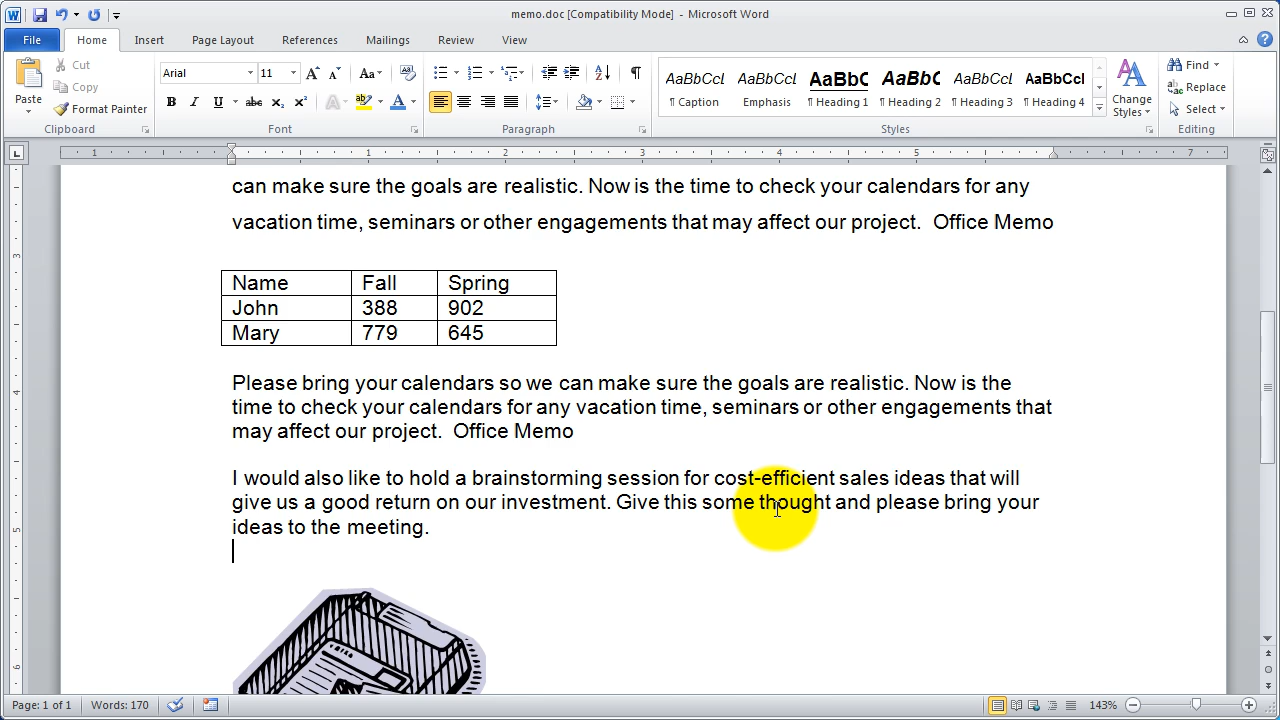 memo.doc [Compatibility Mode] - Microsoft Word
File Home Insert Page Layout References Mailings Review View
Paste
Cut
Copy
Format Painter
Clipboard
Arial 11
Font
Paragraph
AaBbCcI AaBbCcL AaBbC AaBbC AaBbCcI AaBbCcI
¶ Caption Emphasis ¶ Heading 1 ¶ Heading 2 ¶ Heading 3 ¶ Heading 4
Change
Styles
Styles
Find
Replace
Select
Editing
1 1 2 3 4 5 7
can make sure the goals are realistic. Now is the time to check your calendars for any
vacation time, seminars or other engagements that may affect our project. Office Memo
Name Fall Spring
John 388 902
Mary 779 645
Please bring your calendars so we can make sure the goals are realistic. Now is the
time to check your calendars for any vacation time, seminars or other engagements that
may affect our project. Office Memo
I would also like to hold a brainstorming session for cost-efficient sales ideas that will
give us a good return on our investment. Give this some thought and please bring your
ideas to the meeting.
Page: 1 of 1 Words: 170 143%